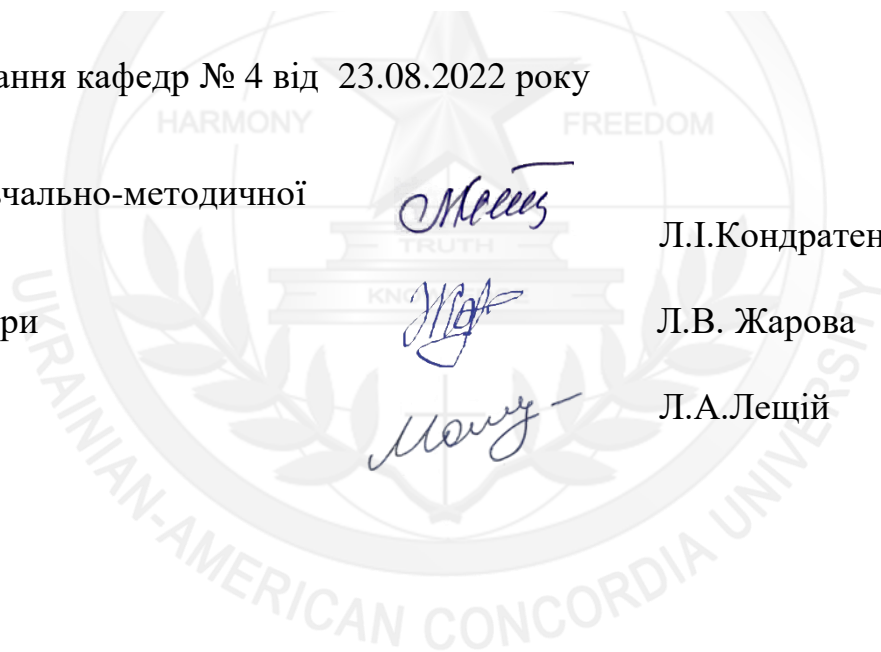 ання кафедр № 4 від 23.08.2022 року
HARMONY FREEDOM
чально-методичної
TRUTH
Л.І.Кондратен
ри Л.В. Жарова
Л.А.Лещій
UKRAINIAN-AMERICAN CONCORDIA UNIVERSITY